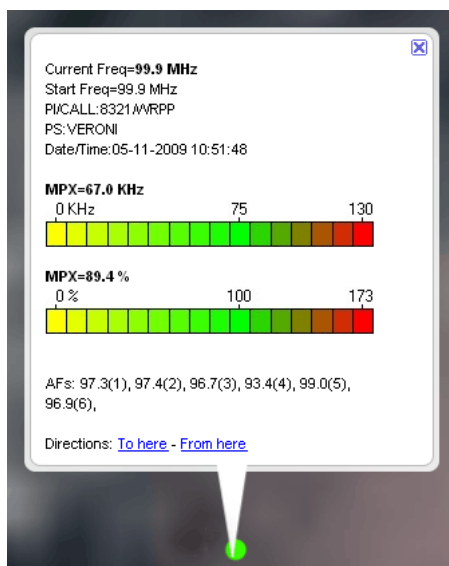 Current Freq=99.9 MHz
Start Freq=99.9 MHz
PI/CALL:8321/WRPP
PS:VERONI
Date/Time:05-11-2009 10:51:48
MPX=67.0 KHz
0 KHz 75 130
MPX=89.4 %
0 % 100 173
AFs: 97.3(1), 97.4(2), 96.7(3), 93.4(4), 99.0(5),
96.9(6),
Directions: To here - From here